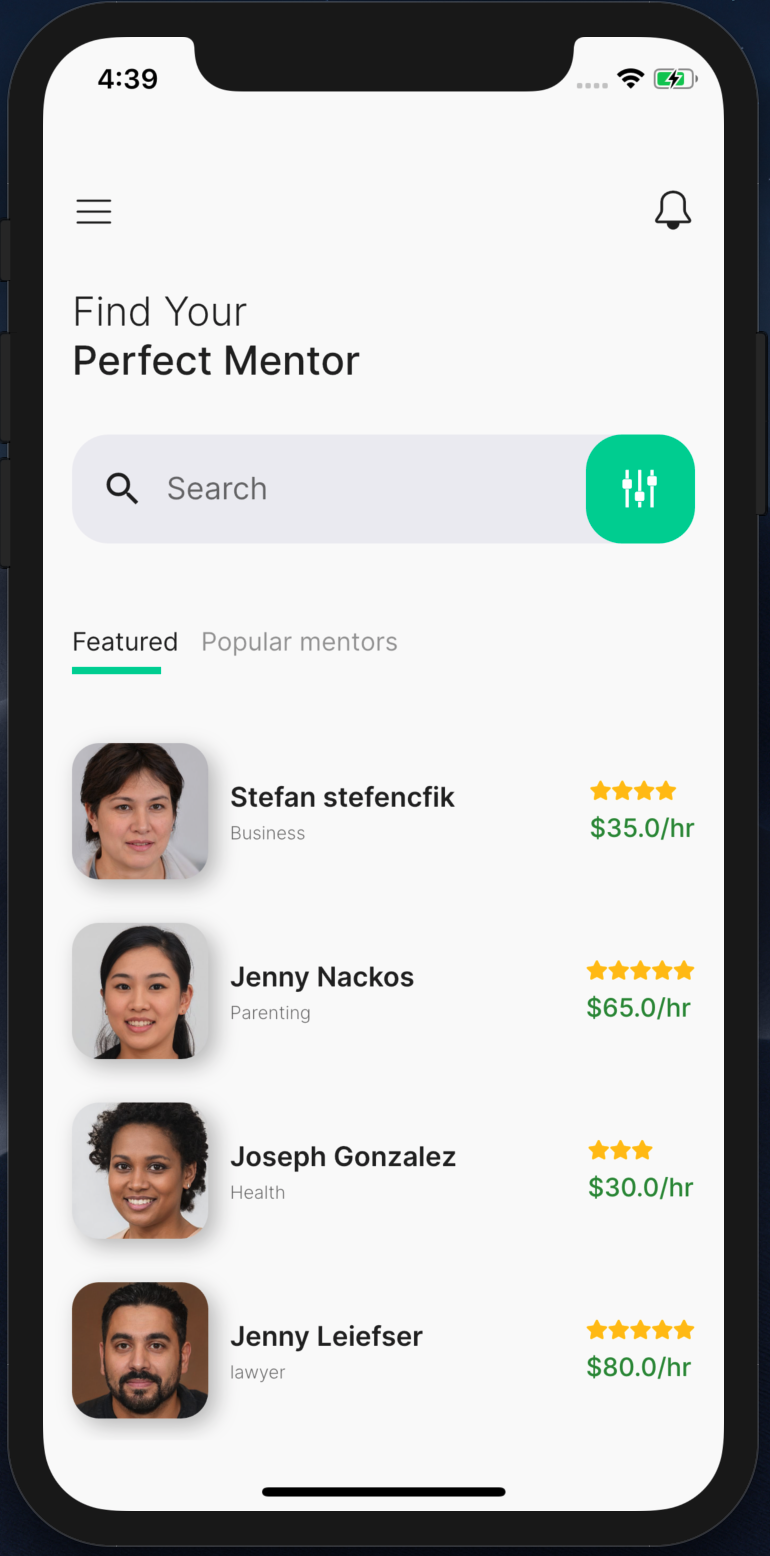 4:39
Find Your
Perfect Mentor
Search
Featured Popular mentors
Stefan stefencfik
Business
$35.0/hr
Jenny Nackos
Parenting
$65.0/hr
Joseph Gonzalez
Health
$30.0/hr
Jenny Leiefser
lawyer
$80.0/hr